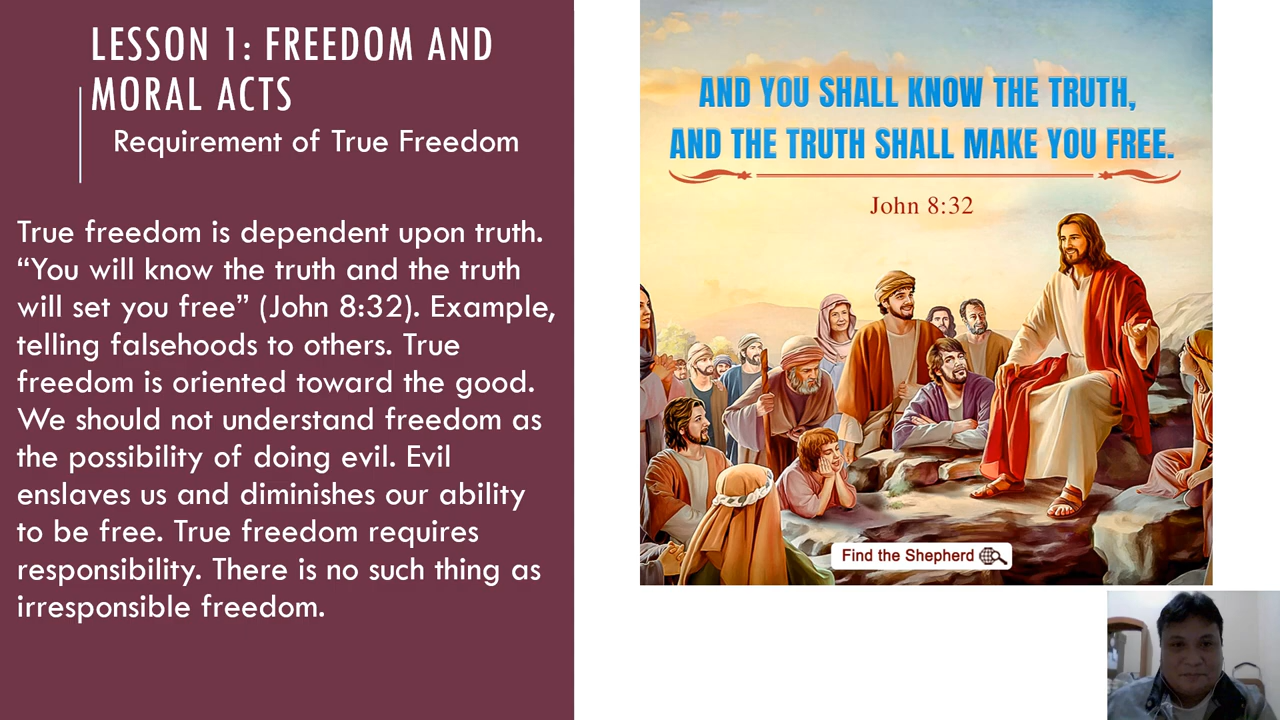 LESSON 1: FREEDOM AND
MORAL ACTS
Requirement of True Freedom
True freedom is dependent upon truth.
“You will know the truth and the truth
will set you free” (John 8:32). Example,
telling falsehoods to others. True
freedom is oriented toward the good.
We should not understand freedom as
the possibility of doing evil. Evil
enslaves us and diminishes our ability
to be free. True freedom requires
responsibility. There is no such thing as
irresponsible freedom.
AND YOU SHALL KNOW THE TRUTH,
AND THE TRUTH SHALL MAKE YOU FREE.
John 8:32
Find the Shepherd